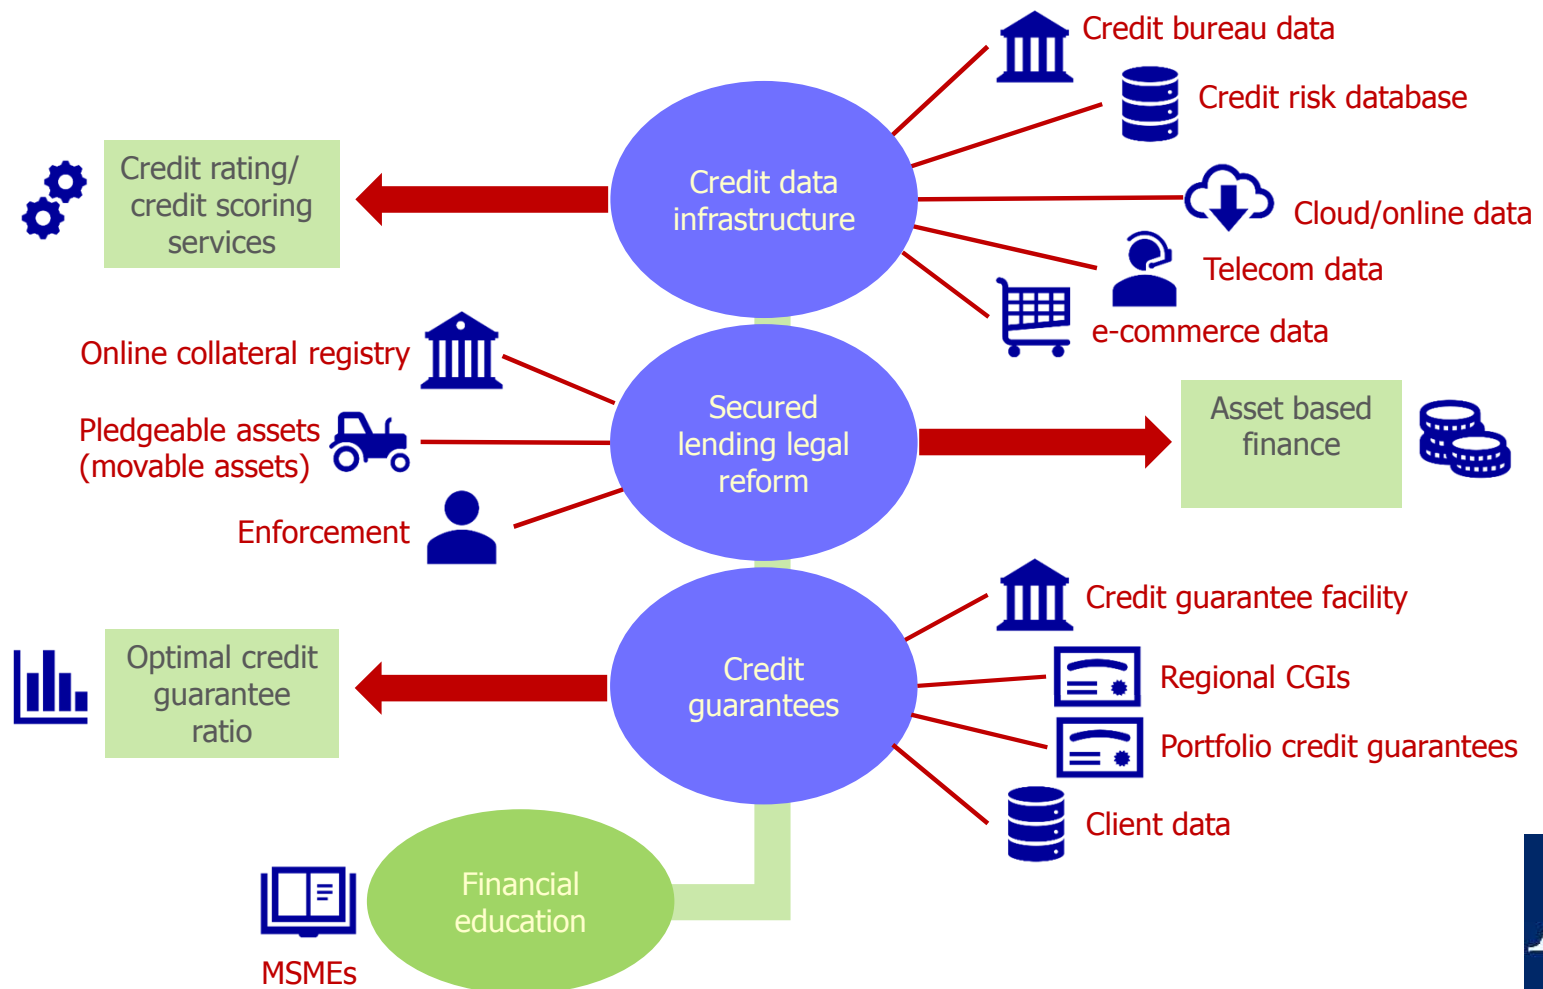 Credit bureau data
Credit risk database
Cloud/online data
Telecom data
e-commerce data
Credit data
infrastructure
Credit rating/
credit scoring
services
Online collateral registry
Pledgeable assets
(movable assets)
Enforcement
Secured
lending legal
reform
Asset based
finance
Credit guarantee facility
Regional CGIs
Portfolio credit guarantees
Client data
Credit
guarantees
Optimal credit
guarantee
ratio
Financial
education
MSMEs